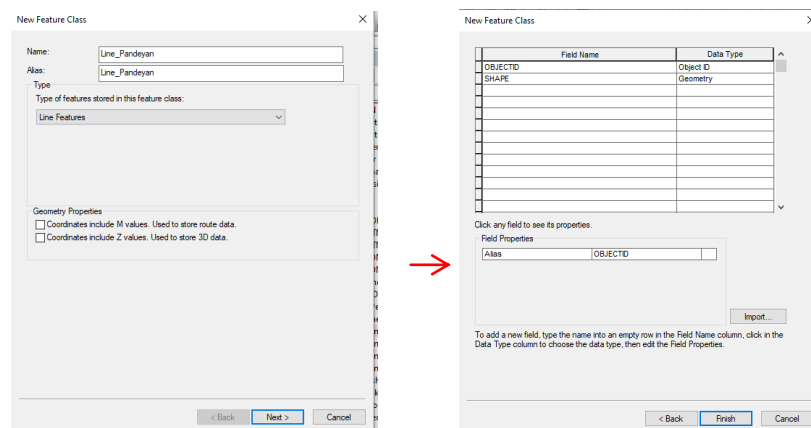 New Feature Class
Name:
Line_Pandeyan
Alias:
Line_Pandeyan
Type
Type of features stored in this feature class:
Line Features
Geometry Properties
Coordinates include M values. Used to store route data.
Coordinates include Z values. Used to store 3D data.
< Back
Next >
Cancel
New Feature Class
Field Name Data Type
OBJECTID Object ID
SHAPE Geometry
Click any field to see its properties.
Field Properties
Alias OBJECTID
Import...
To add a new field, type the name into an empty row in the Field Name column, click in the
Data Type column to choose the data type, then edit the Field Properties.
< Back
Finish
Cancel